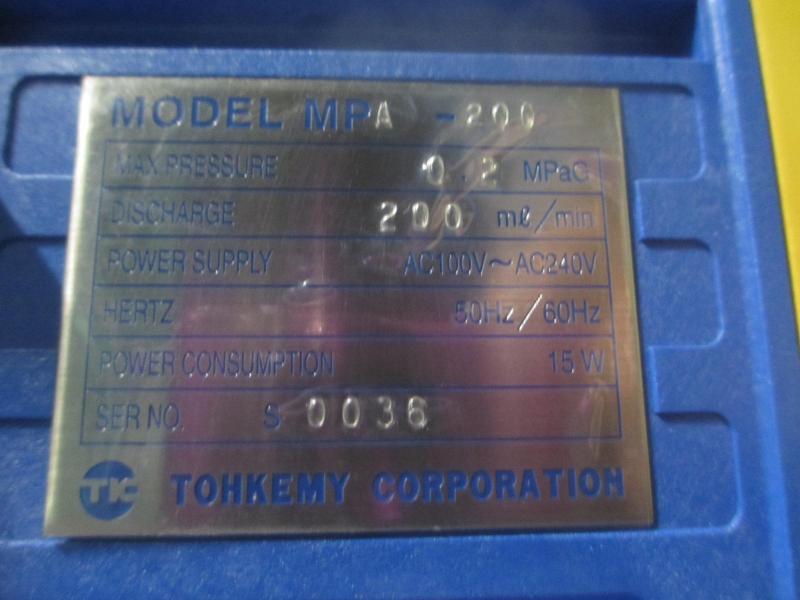 MODEL MPA -200
MAX PRESSURE 0.2 MPaG
DISCHARGE 200 mℓ/min
POWER SUPPLY AC100V～AC240V
HERTZ 50Hz/60Hz
POWER CONSUMPTION 15 W
SER NO. S 0036
TK TOHKEMY CORPORATION